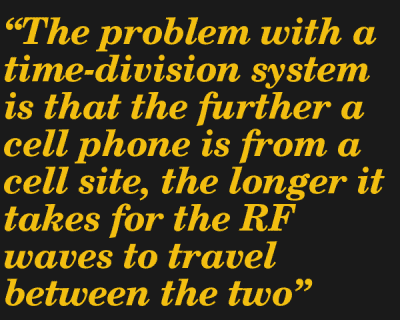 “The problem with a
time-division system
is that the further a
cell phone is from a
cell site, the longer it
takes for the RF
waves to travel
between the two”